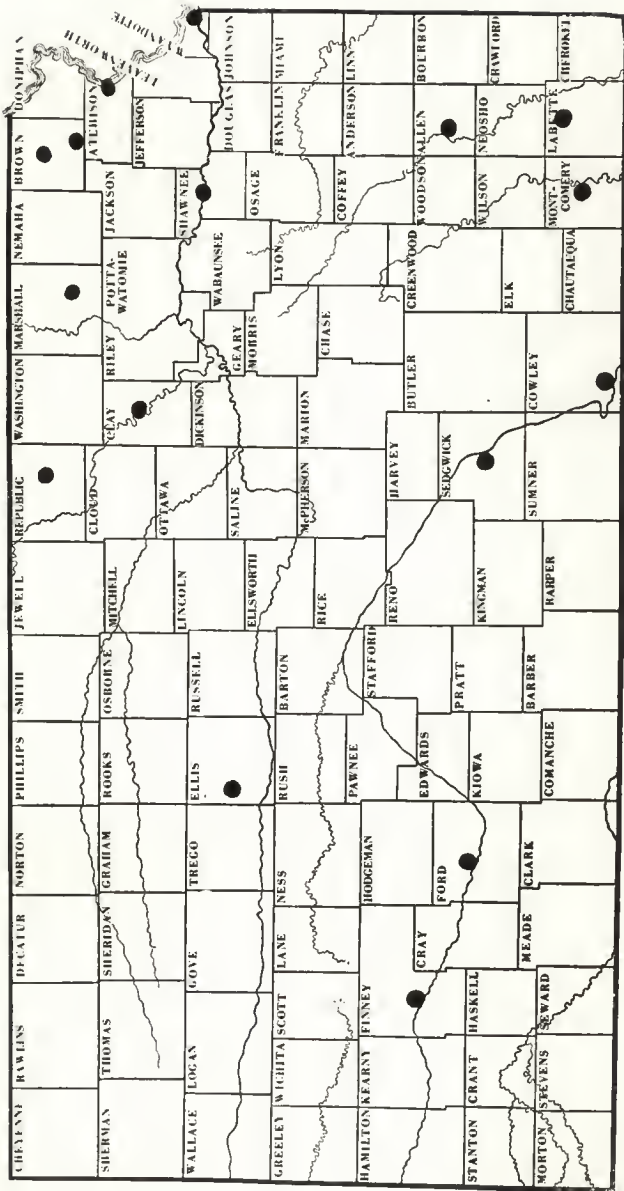 CHEYENNE
RAWLINS
DECATUR
NORTON
PHILLIPS
SMITH
JEWELL
REPUBLIC
WASHINGTON
MARSHALL
NEMAHA
BROWN
DONIPHAN
SHERMAN
THOMAS
SHERIDAN
GRAHAM
ROOKS
OSBORNE
MITCHELL
CLOUD
CLAY
RILEY
POTTA-
WATOMIE
JACKSON
ATCHISON
JEFFERSON
LEAVENWORTH
WYANDOTTE
WALLACE
LOGAN
GOVE
TREGO
ELLIS
RUSSELL
LINCOLN
OTTAWA
SALINE
DICKINSON
GEARY
MORRIS
WABAUNSEE
SHAWNEE
OSAGE
DOUGLAS
JOHNSON
GREELEY
WICHITA
SCOTT
LANE
NESS
RUSH
BARTON
ELLSWORTH
RICE
McPHERSON
MARION
CHASE
LYON
COFFEY
FRANKLIN
MIAMI
ANDERSON
LINN
HAMILTON
KEARNY
FINNEY
HODGEMAN
PAWNEE
STAFFORD
RENO
HARVEY
BUTLER
GREENWOOD
WOODSON
ALLEN
BOURBON
GRAY
FORD
EDWARDS
KIOWA
PRATT
KINGMAN
SEDGWICK
ELK
WILSON
NEOSHO
CRAWFORD
STANTON
GRANT
HASKELL
MORTON
STEVENS
SEWARD
MEADE
CLARK
COMANCHE
BARBER
HARPER
SUMNER
COWLEY
CHAUTAUQUA
MONT-
GOMERY
LABETTE
CHEROKEE